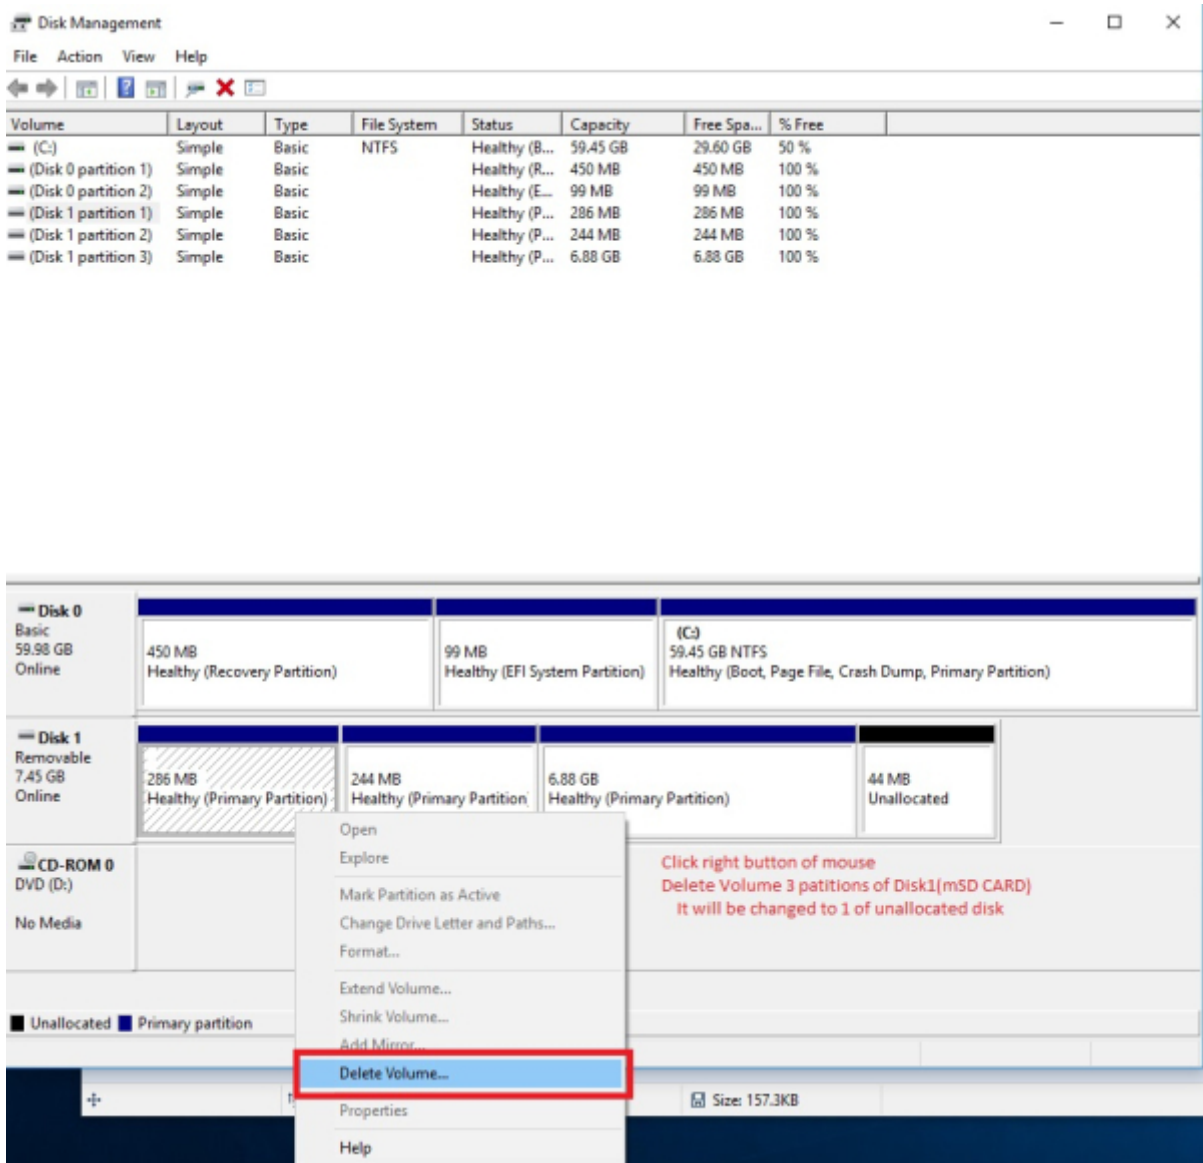 Disk Management
File Action View Help
Volume Layout Type File System Status Capacity Free Spa... % Free
(C:) Simple Basic NTFS Healthy (B... 59.45 GB 29.60 GB 50 %
(Disk 0 partition 1) Simple Basic Healthy (R... 450 MB 450 MB 100 %
(Disk 0 partition 2) Simple Basic Healthy (E... 99 MB 99 MB 100 %
(Disk 1 partition 1) Simple Basic Healthy (P... 286 MB 286 MB 100 %
(Disk 1 partition 2) Simple Basic Healthy (P... 244 MB 244 MB 100 %
(Disk 1 partition 3) Simple Basic Healthy (P... 6.88 GB 6.88 GB 100 %
Disk 0
Basic
59.98 GB
Online
450 MB
Healthy (Recovery Partition)
99 MB
Healthy (EFI System Partition)
(C:)
59.45 GB NTFS
Healthy (Boot, Page File, Crash Dump, Primary Partition)
Disk 1
Removable
7.45 GB
Online
286 MB
Healthy (Primary Partition)
244 MB
Healthy (Primary Partition
6.88 GB
Healthy (Primary Partition)
44 MB
Unallocated
CD-ROM 0
DVD (D:)
No Media
Open
Explore
Mark Partition as Active
Change Drive Letter and Paths...
Format...
Extend Volume...
Shrink Volume...
Add Mirror...
Delete Volume...
Properties
Help
Click right button of mouse
Delete Volume 3 patitions of Disk1(mSD CARD)
It will be changed to 1 of unallocated disk
Unallocated Primary partition
Size: 157.3KB